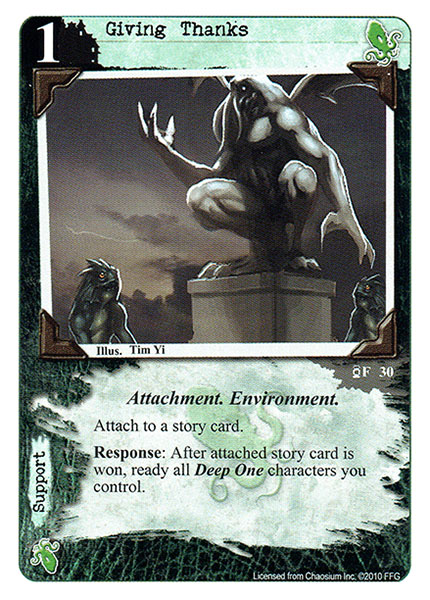 1
Giving Thanks
Illus. Tim Yi
F 30
Attachment. Environment.
Attach to a story card.
Response: After attached story card is
won, ready all Deep One characters you
control.
Support
Licensed from Chaosium Inc. ©2010 FFG